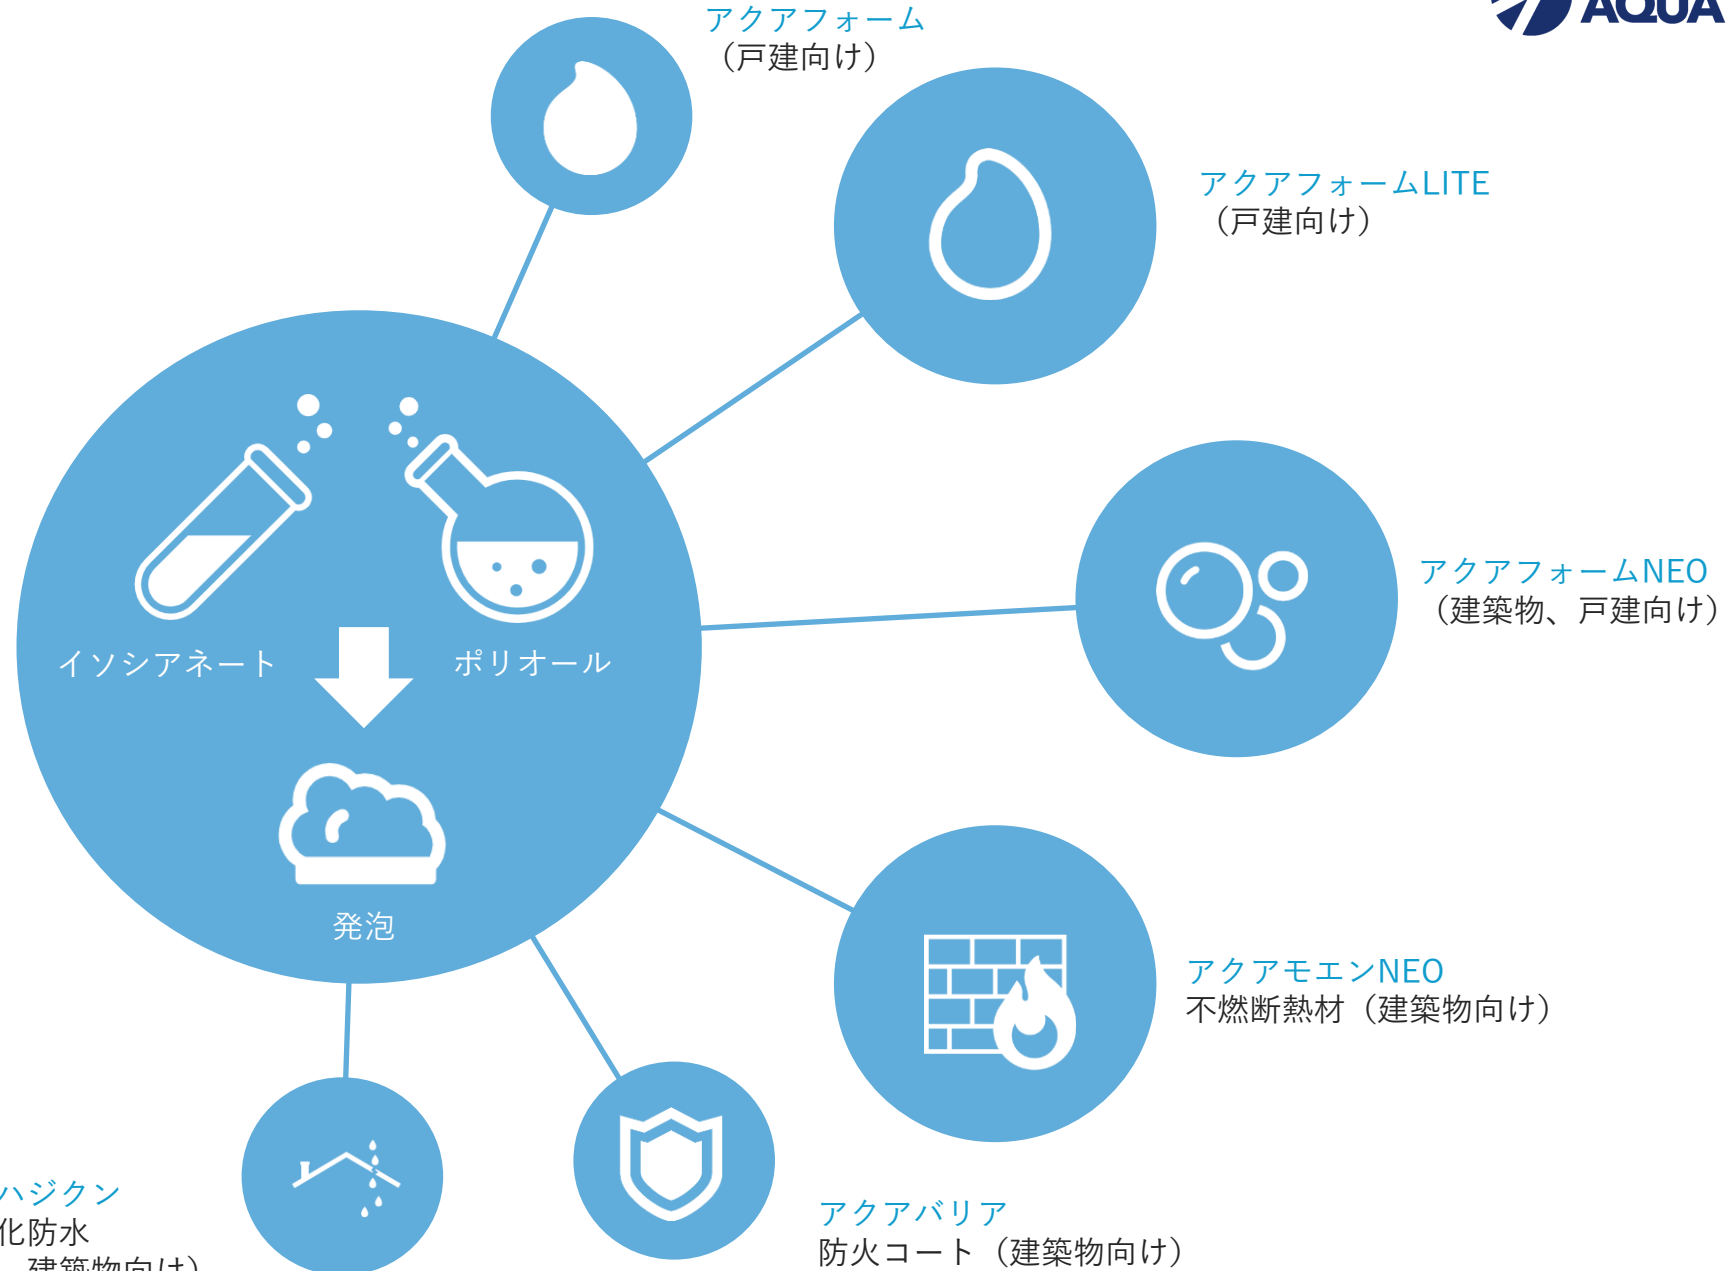 アクアフォーム
（戸建向け）
AQUA
アクアフォームLITE
（戸建向け）
アクアフォームNEO
（建築物、戸建向け）
イソシアネート
ポリオール
発泡
アクアモエンNEO
不燃断熱材（建築物向け）
ハジクン
化防水
建築物向け）
アクアバリア
防火コート（建築物向け）